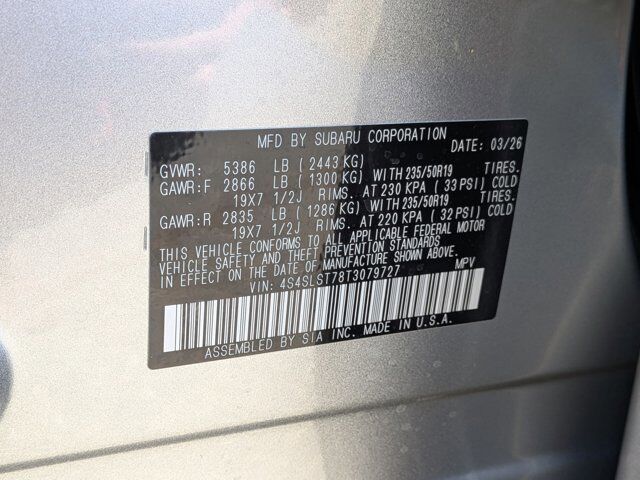 MFD BY SUBARU CORPORATION DATE: 03/26
GVWR: 5386 LB ( 2443 KG)
GAWR:F 2866 LB ( 1300 KG) WITH 235/50R19 TIRES.
19X7 1/2J RIMS. AT 230 KPA ( 33 PSI) COLD
GAWR:R 2835 LB ( 1286 KG) WITH 235/50R19 TIRES.
19X7 1/2J RIMS. AT 220 KPA ( 32 PSI) COLD
THIS VEHICLE CONFORMS TO ALL APPLICABLE FEDERAL MOTOR
VEHICLE SAFETY AND THEFT PREVENTION STANDARDS
IN EFFECT ON THE DATE OF MANUFACTURE SHOWN ABOVE.
VIN: 4S4SLST78T3079727 MPV
ASSEMBLED BY SIA INC. MADE IN U.S.A.